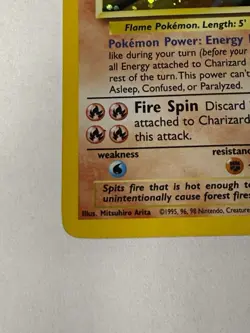 Flame Pokémon. Length: 5'
Pokémon Power: Energy
like during your turn (before your
all Energy attached to Charizard
rest of the turn. This power can't
Asleep, Confused, or Paralyzed.
Fire Spin Discard
attached to Charizard
this attack.
weakness
resistance
Spits fire that is hot enough to
unintentionally cause forest fires
Illus. Mitsuhiro Arita
©1995, 96, 98 Nintendo, Creature